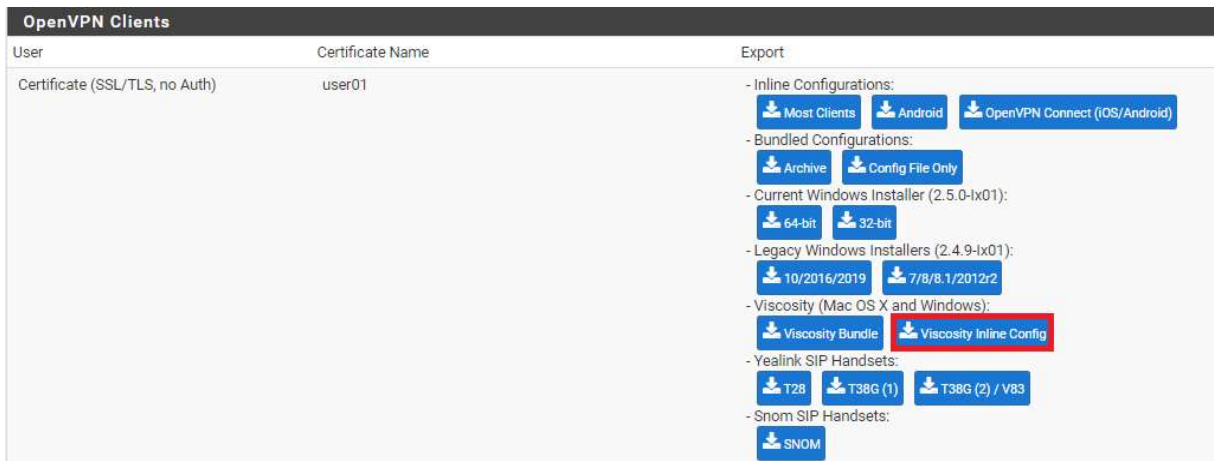 OpenVPN Clients
User Certificate Name Export
Certificate (SSL/TLS, no Auth) user01 - Inline Configurations:
Most Clients Android OpenVPN Connect (iOS/Android)
- Bundled Configurations:
Archive Config File Only
- Current Windows Installer (2.5.0-Ix01):
64-bit 32-bit
- Legacy Windows Installers (2.4.9-Ix01):
10/2016/2019 7/8/8.1/2012r2
- Viscosity (Mac OS X and Windows):
Viscosity Bundle Viscosity Inline Config
- Yealink SIP Handsets:
T28 T38G (1) T38G (2) / V83
- Snom SIP Handsets:
SNOM